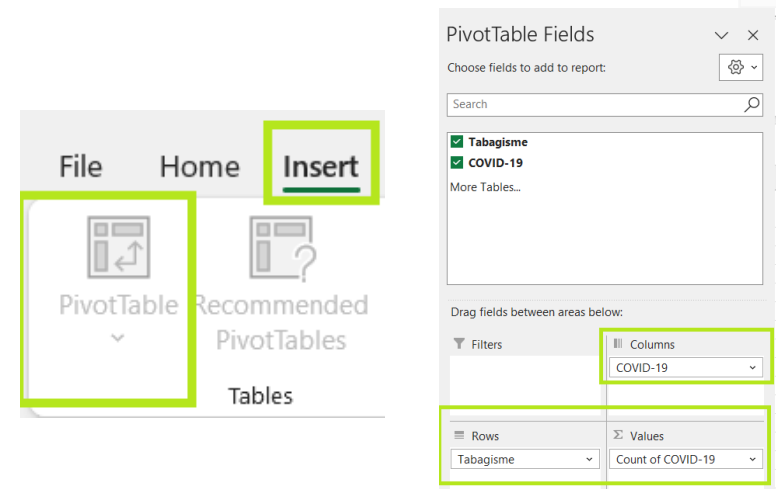 File Home Insert
PivotTable
Recommended
PivotTables
Tables
PivotTable Fields
Choose fields to add to report:
Search
Tabagisme
COVID-19
More Tables...
Drag fields between areas below:
Filters
Columns
COVID-19
Rows
Σ Values
Tabagisme
Count of COVID-19